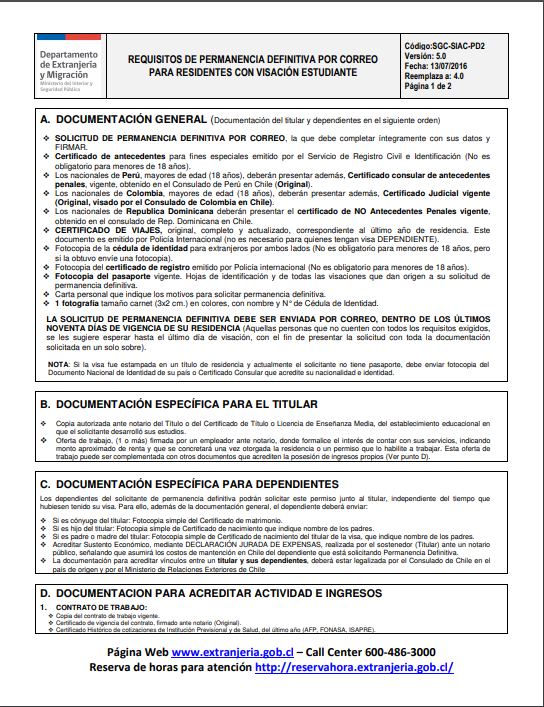 Departamento
de Extranjería
y Migración
Ministerio del Interior y
Seguridad Pública
REQUISITOS DE PERMANENCIA DEFINITIVA POR CORREO
PARA RESIDENTES CON VISACIÓN ESTUDIANTE
Código:SGC-SIAC-PD2
Versión: 5.0
Fecha: 13/07/2016
Reemplaza a: 4.0
Página 1 de 2
A. DOCUMENTACIÓN GENERAL (Documentación del titular y dependientes en el siguiente orden)
❖ SOLICITUD DE PERMANENCIA DEFINITIVA POR CORREO, la que debe completar íntegramente con sus datos y
FIRMAR.
❖ Certificado de antecedentes para fines especiales emitido por el Servicio de Registro Civil e Identificación (No es
obligatorio para menores de 18 años).
❖ Los nacionales de Perú, mayores de edad (18 años), deberán presentar además, Certificado consular de antecedentes
penales, vigente, obtenido en el Consulado de Perú en Chile (Original).
❖ Los nacionales de Colombia, mayores de edad (18 años), deberán presentar además, Certificado Judicial vigente
(Original, visado por el Consulado de Colombia en Chile).
❖ Los nacionales de Republica Dominicana deberán presentar el certificado de NO Antecedentes Penales vigente,
obtenido en el consulado de Rep. Dominicana en Chile.
❖ CERTIFICADO DE VIAJES, original, completo y actualizado, correspondiente al último año de residencia. Este
documento es emitido por Policía Internacional (no es necesario para quienes tengan visa DEPENDIENTE).
❖ Fotocopia de la cédula de identidad para extranjeros por ambos lados (No es obligatorio para menores de 18 años, pero
si la obtuvo envíe una fotocopia).
❖ Fotocopia del certificado de registro emitido por Policía internacional (No es obligatorio para menores de 18 años).
❖ Fotocopia del pasaporte vigente. Hojas de identificación y de todas las visaciones que dan origen a su solicitud de
permanencia definitiva.
❖ Carta personal que indique los motivos para solicitar permanencia definitiva.
❖ 1 fotografía tamaño carnet (3x2 cm.) en colores, con nombre y N° de Cédula de Identidad.
LA SOLICITUD DE PERMANENCIA DEFINITIVA DEBE SER ENVIADA POR CORREO, DENTRO DE LOS ÚLTIMOS
NOVENTA DÍAS DE VIGENCIA DE SU RESIDENCIA (Aquellas personas que no cuenten con todos los requisitos exigidos,
se les sugiere esperar hasta el último día de visación, con el fin de presentar la solicitud con toda la documentación
solicitada en un solo sobre).
NOTA: Si la visa fue estampada en un título de residencia y actualmente el solicitante no tiene pasaporte, debe enviar fotocopia del
Documento Nacional de Identidad de su país o Certificado Consular que acredite su nacionalidad e identidad.
B. DOCUMENTACIÓN ESPECÍFICA PARA EL TITULAR
❖ Copia autorizada ante notario del Título o del Certificado de Título o Licencia de Enseñanza Media, del establecimiento educacional en
que el solicitante desarrolló sus estudios.
❖ Oferta de trabajo, (1 o más) firmada por un empleador ante notario, donde formalice el interés de contar con sus servicios, indicando
monto aproximado de renta y que se concretará una vez otorgada la residencia o un permiso que lo habilite a trabajar. Esta oferta de
trabajo puede ser complementada con otros documentos que acrediten la posesión de ingresos propios (Ver punto D).
C. DOCUMENTACIÓN ESPECÍFICA PARA DEPENDIENTES
Los dependientes del solicitante de permanencia definitiva podrán solicitar este permiso junto al titular, independiente del tiempo que
hubiesen tenido su visa. Para ello, además de la documentación general, el dependiente deberá enviar:
❖ Si es cónyuge del titular: Fotocopia simple del Certificado de matrimonio.
❖ Si es hijo del titular: Fotocopia simple del Certificado de nacimiento que indique nombre de los padres.
❖ Si es padre o madre del titular: Fotocopia simple de Certificado de nacimiento del titular de la visa, que indique nombre de los padres.
❖ Acreditar Sustento Económico, mediante DECLARACIÓN JURADA DE EXPENSAS, realizada por el sostenedor (Titular) ante un notario
público, señalando que asumirá los costos de mantención en Chile del dependiente que está solicitando Permanencia Definitiva.
❖ La documentación para acreditar vínculos entre un titular y sus dependientes, deberá estar legalizada por el Consulado de Chile en el
país de origen y por el Ministerio de Relaciones Exteriores de Chile
D. DOCUMENTACION PARA ACREDITAR ACTIVIDAD E INGRESOS
1. CONTRATO DE TRABAJO:
❖ Copia del contrato de trabajo vigente.
❖ Certificado de vigencia del contrato, firmado ante notario (Original).
❖ Certificado Histórico de cotizaciones de Institución Previsional y de Salud, del último año (AFP, FONASA, ISAPRE).
Página Web www.extranjeria.gob.cl – Call Center 600-486-3000
Reserva de horas para atención http://reservahora.extranjeria.gob.cl/